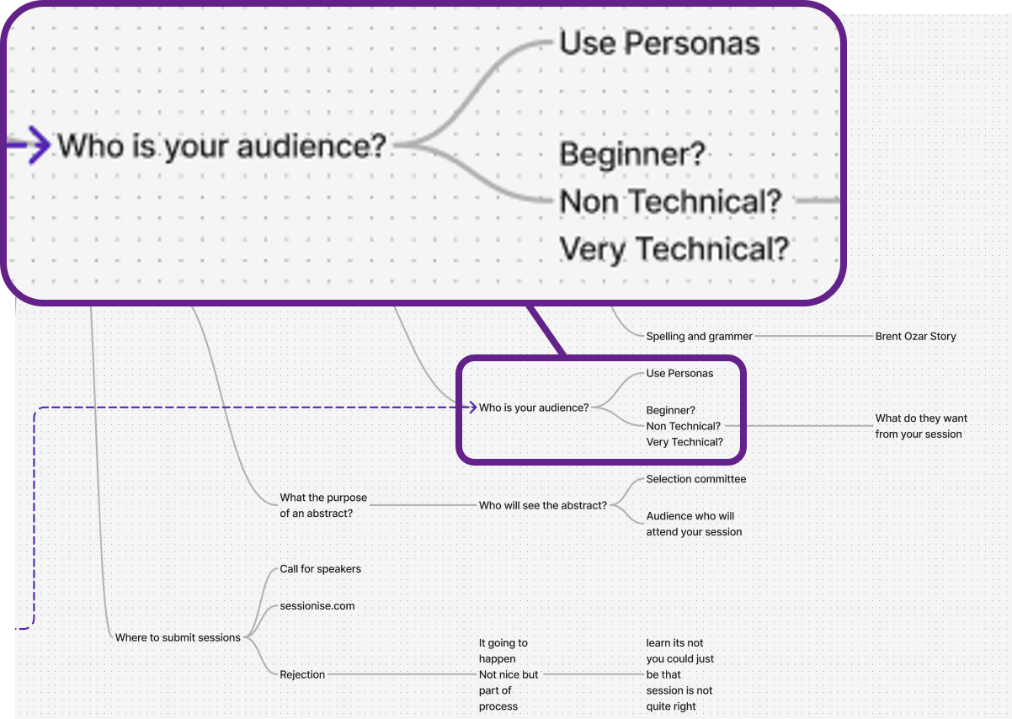 Use Personas
Who is your audience?
Beginner?
Non Technical?
Very Technical?
Spelling and grammer
Brent Ozar Story
Use Personas
Who is your audience?
Beginner?
Non Technical?
Very Technical?
What do they want
from your session
What the purpose
of an abstract?
Who will see the abstract?
Selection committee
Audience who will
attend your session
Call for speakers
sessionise.com
Where to submit sessions
Rejection
It going to
happen
Not nice but
part of
process
learn its not
you could just
be that
session is not
quite right